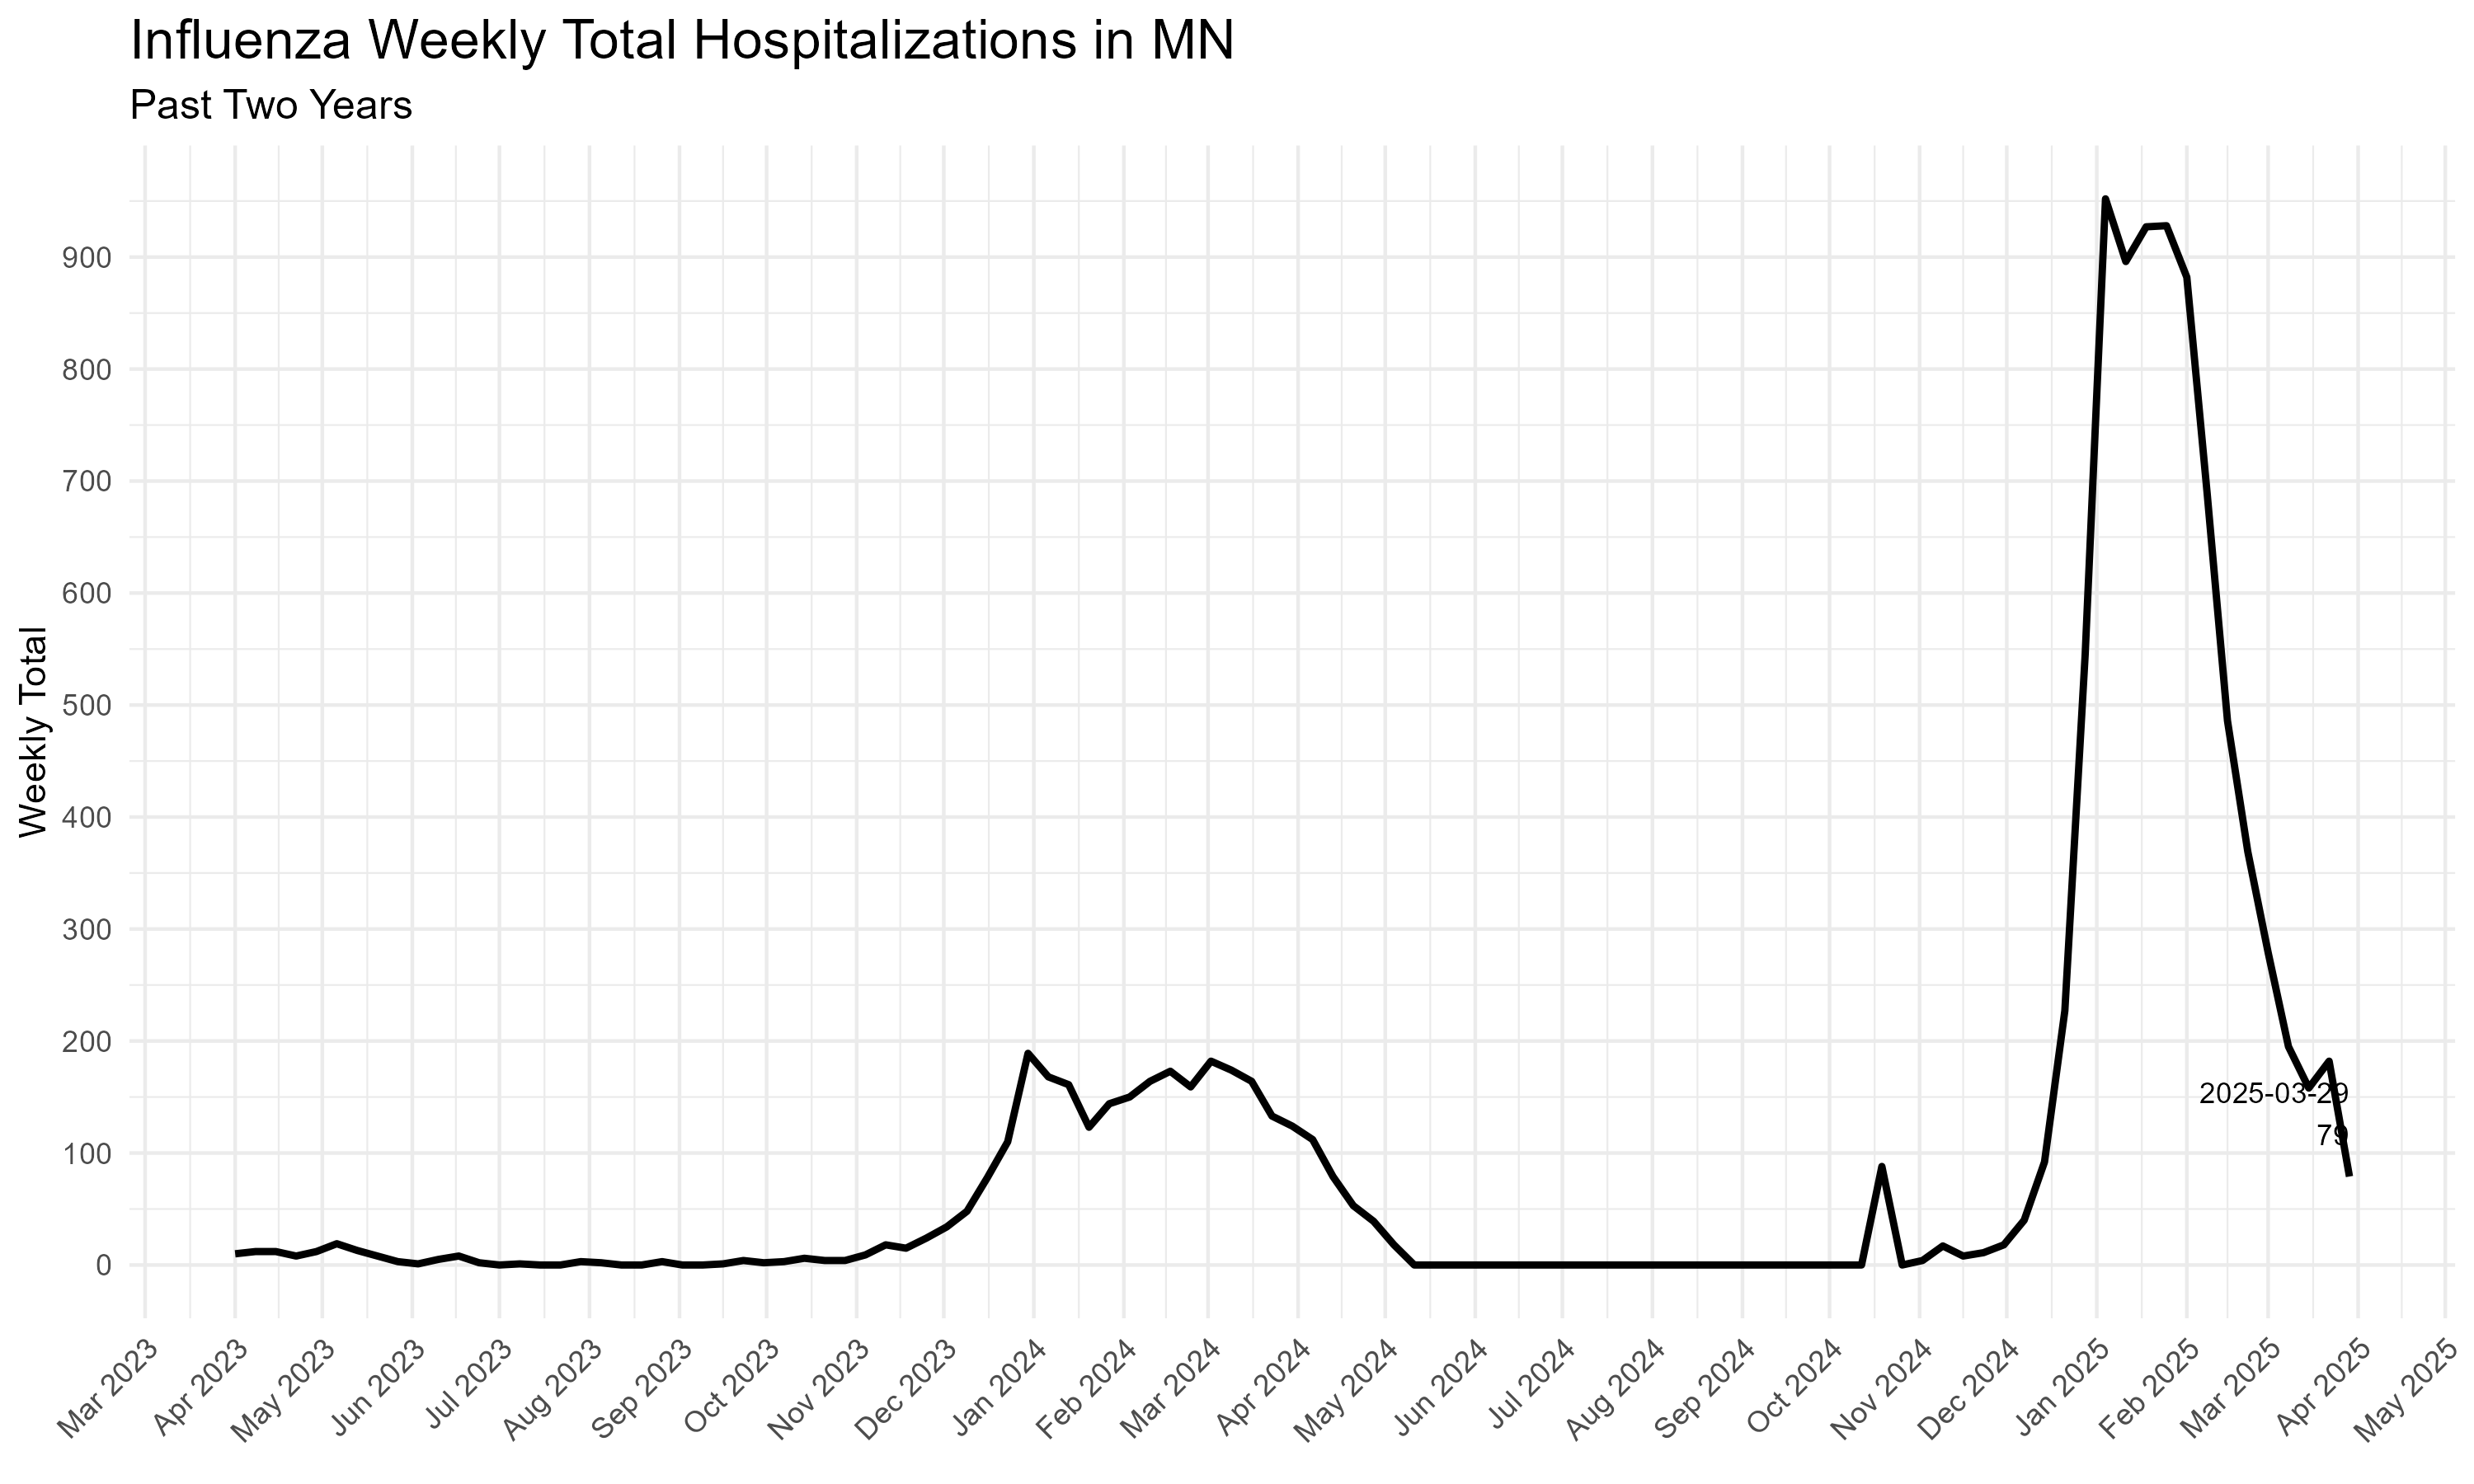 Influenza Weekly Total Hospitalizations in MN
Past Two Years
Weekly Total
900
800
700
600
500
400
300
200
100
0
2025-03-29
79
Mar 2023
Apr 2023
May 2023
Jun 2023
Jul 2023
Aug 2023
Sep 2023
Oct 2023
Nov 2023
Dec 2023
Jan 2024
Feb 2024
Mar 2024
Apr 2024
May 2024
Jun 2024
Jul 2024
Aug 2024
Sep 2024
Oct 2024
Nov 2024
Dec 2024
Jan 2025
Feb 2025
Mar 2025
Apr 2025
May 2025